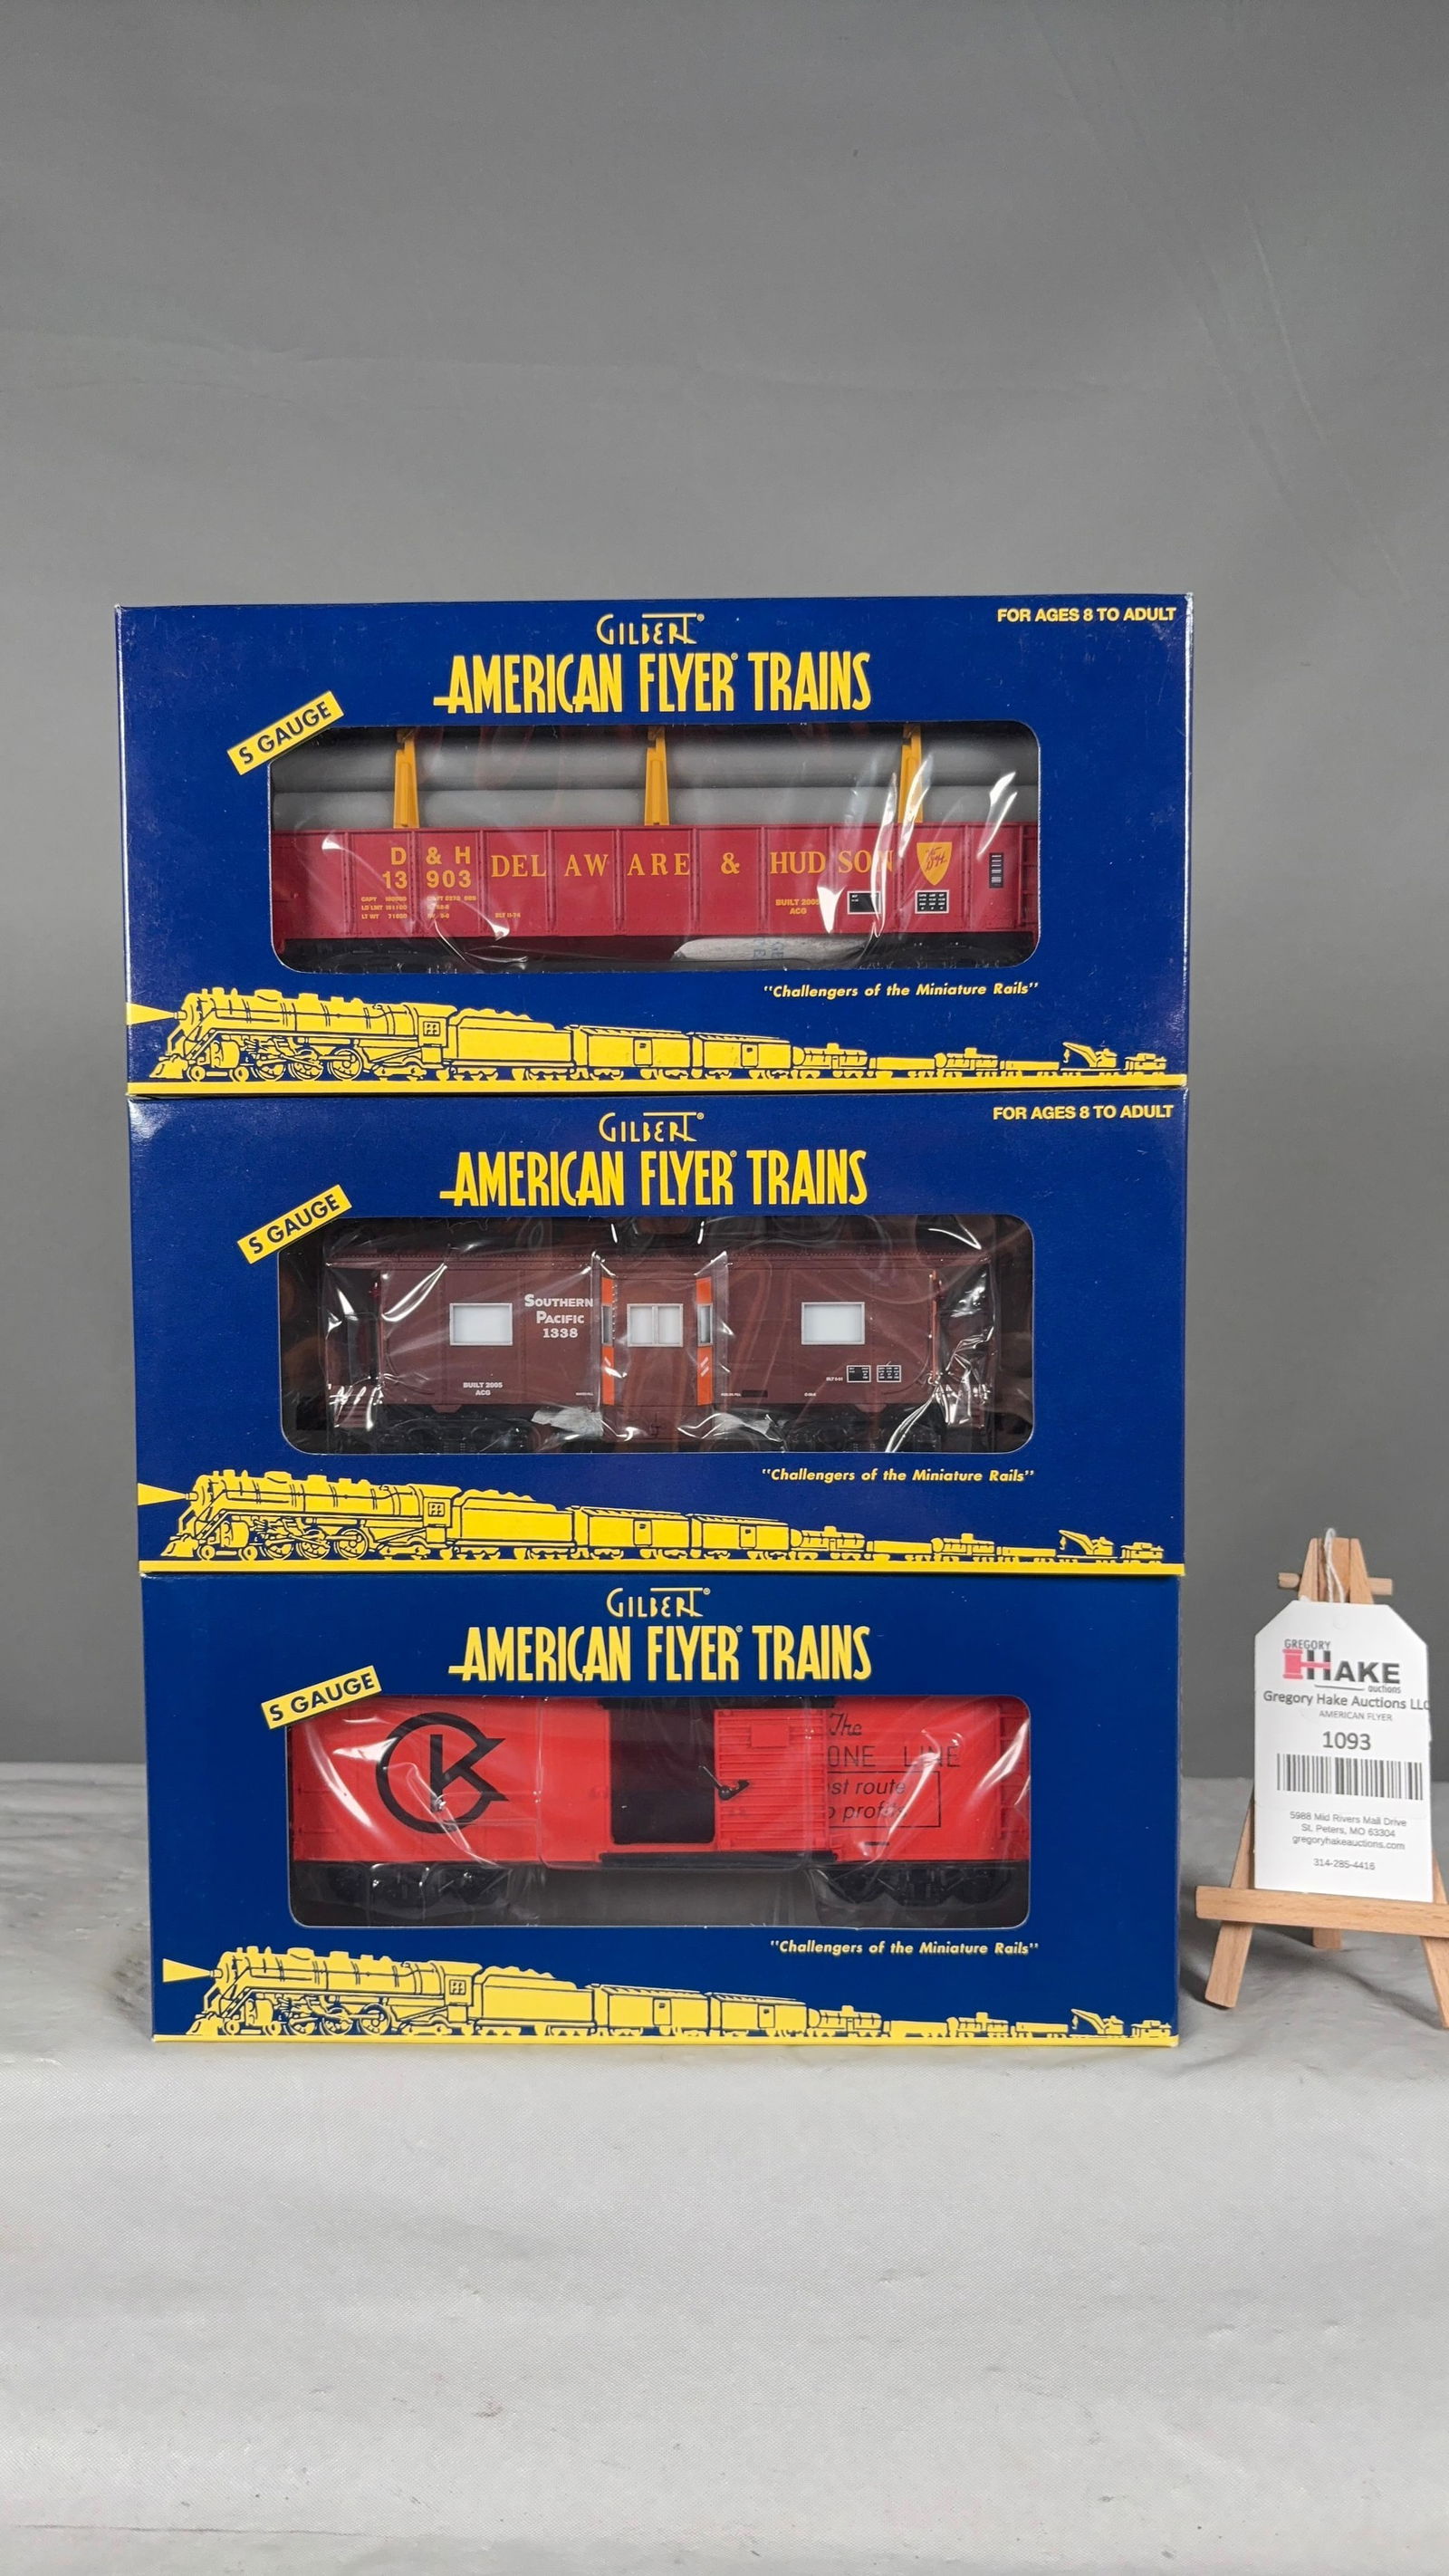 GILBERT®
FOR AGES 8 TO ADULT
AMERICAN FLYER® TRAINS
S GAUGE
D & H
13 903
DELAWARE & HUDSON
BUILT 2005
ACG
"Challengers of the Miniature Rails"
GILBERT®
FOR AGES 8 TO ADULT
AMERICAN FLYER® TRAINS
S GAUGE
SOUTHERN
PACIFIC
1338
BUILT 2005
ACG
"Challengers of the Miniature Rails"
GILBERT®
AMERICAN FLYER® TRAINS
S GAUGE
The
ONE LINE
st route
profits
"Challengers of the Miniature Rails"
GREGORY
HAKE
auctions
Gregory Hake Auctions LLC
AMERICAN FLYER
1093
5988 Mid Rivers Mall Drive
St. Peters, MO 63304
gregoryhakeauctions.com
314-285-4416